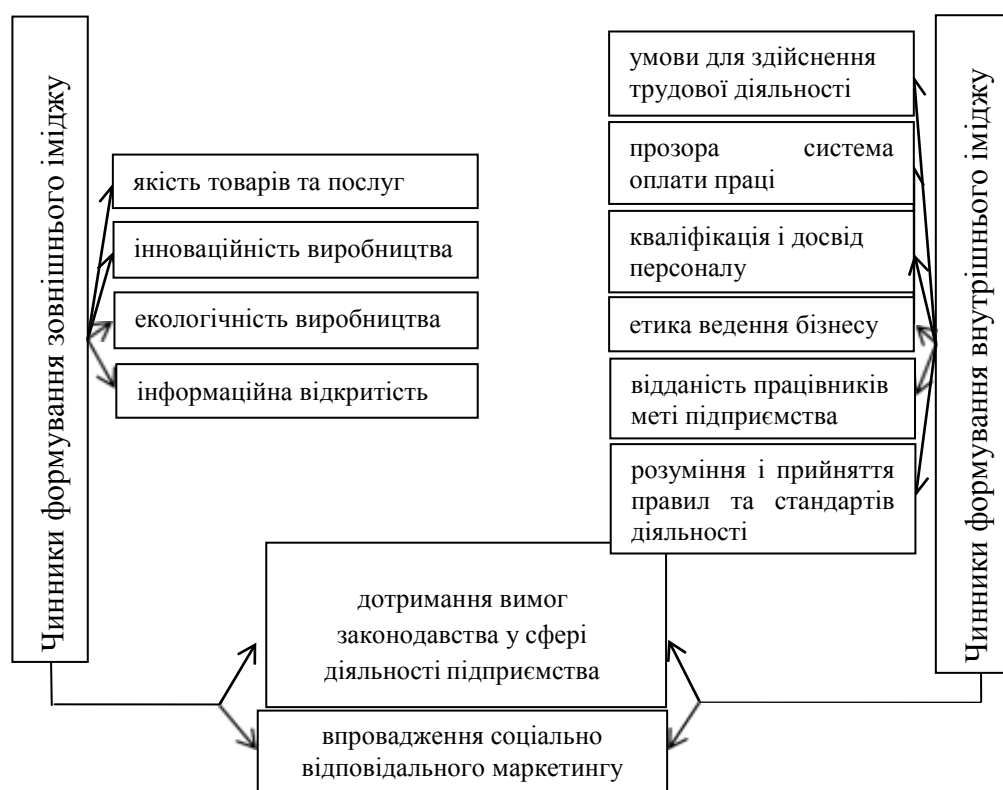 Чинники формування зовнішнього іміджу
якість товарів та послуг
інноваційність виробництва
екологічність виробництва
інформаційна відкритість
умови для здійснення
трудової діяльності
прозора система
оплати праці
кваліфікація і досвід
персоналу
етика ведення бізнесу
відданість працівників
меті підприємства
розуміння і прийняття
правил та стандартів
діяльності
Чинники формування внутрішнього іміджу
дотримання вимог
законодавства у сфері
діяльності підприємства
впровадження соціально
відповідального маркетингу